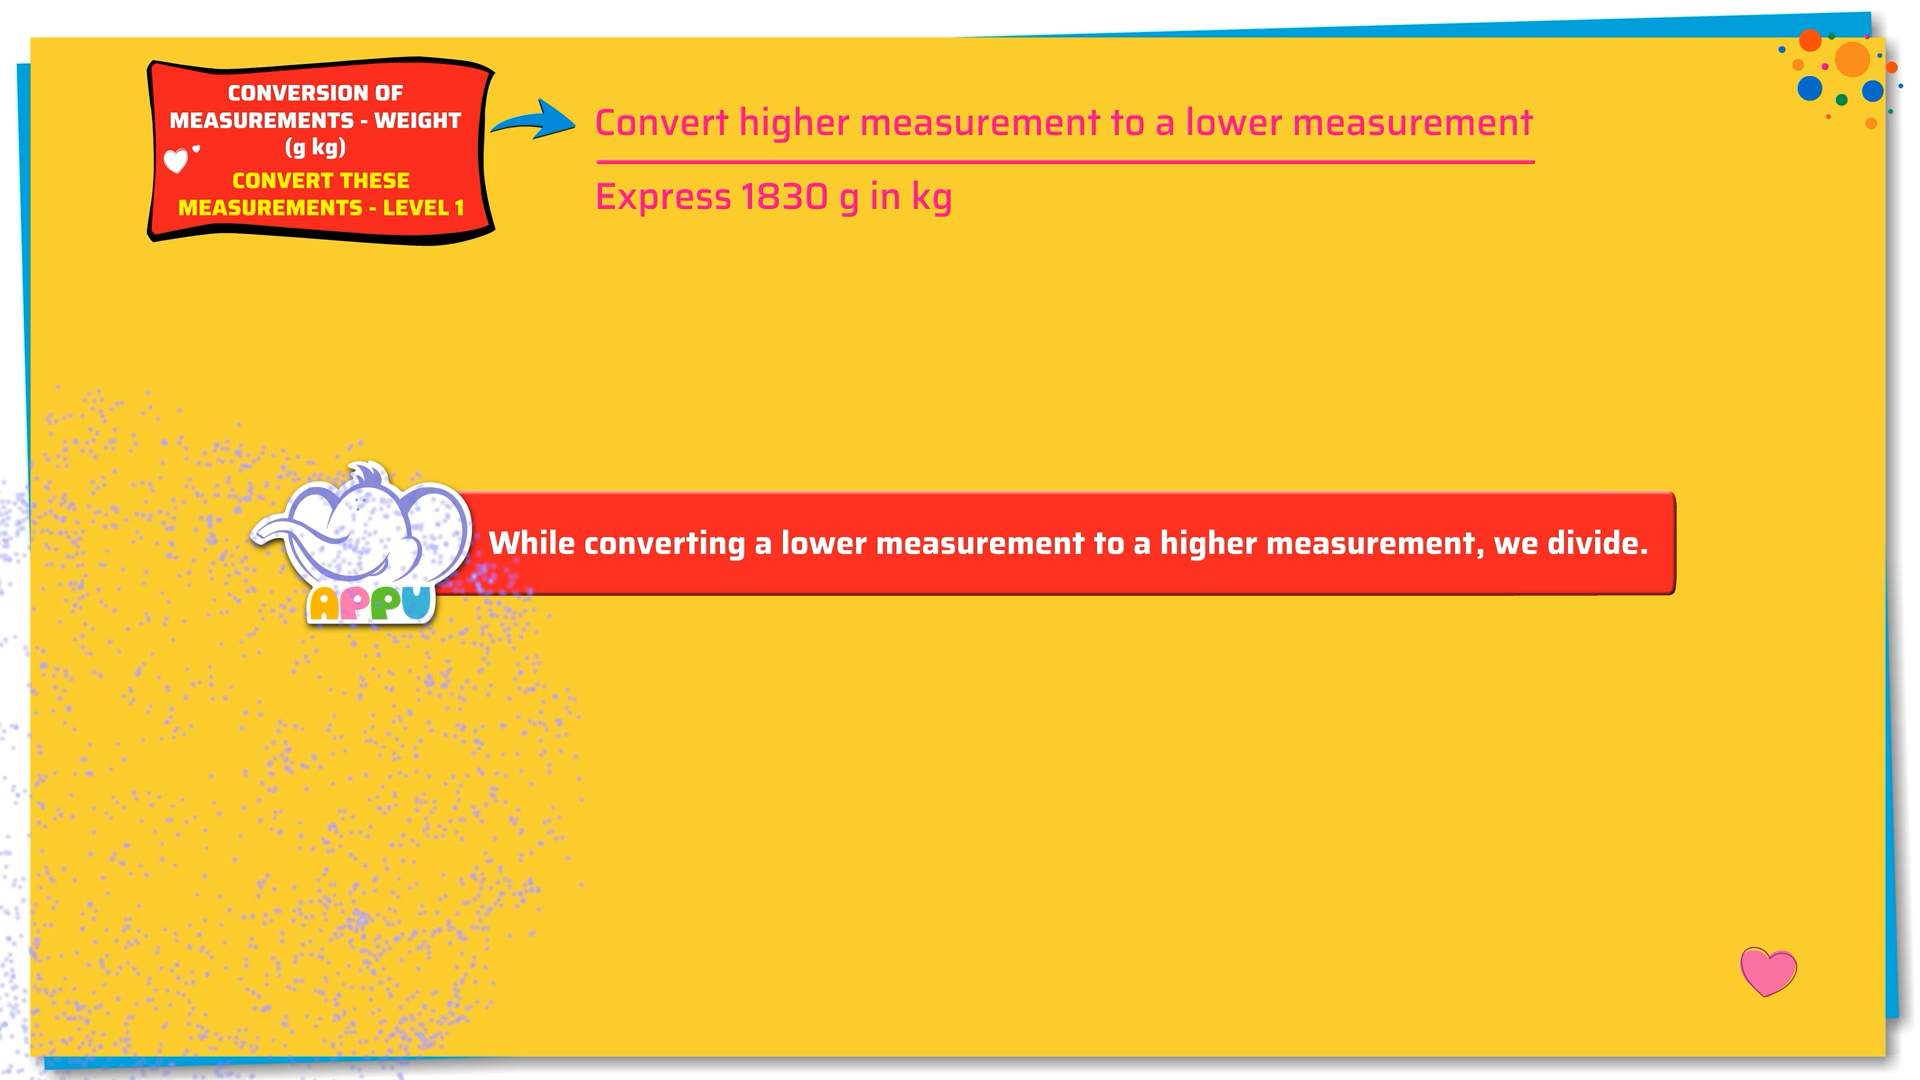 CONVERSION OF
MEASUREMENTS - WEIGHT
(g kg)
CONVERT THESE
MEASUREMENTS - LEVEL 1
Convert higher measurement to a lower measurement
Express 1830 g in kg
While converting a lower measurement to a higher measurement, we divide.
APPU